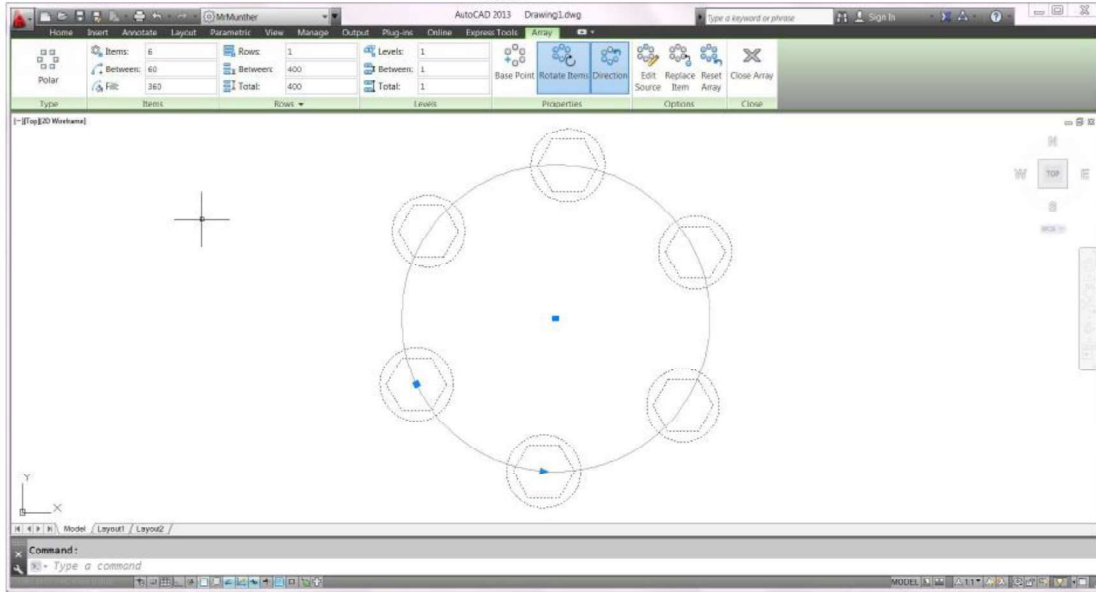 MrMunther
AutoCAD 2013 Drawing1.dwg
Type a keyword or phrase
Sign In
Home Insert Annotate Layout Parametric View Manage Output Plug-ins Online Express Tools Array
Items: 6 Rows: 1 Levels: 1
Between: 60 Between: 400 Between: 1
Fill: 360 Total: 400 Total: 1
Polar
Base Point Rotate Items Direction
Edit Source Replace Item Reset Array Close Array
Type Items Rows Levels Properties Options Close
[−][Top][2D Wireframe]
N
W TOP E
S
Y
X
Model Layout1 Layout2
Command:
Type a command
MODEL 1:1